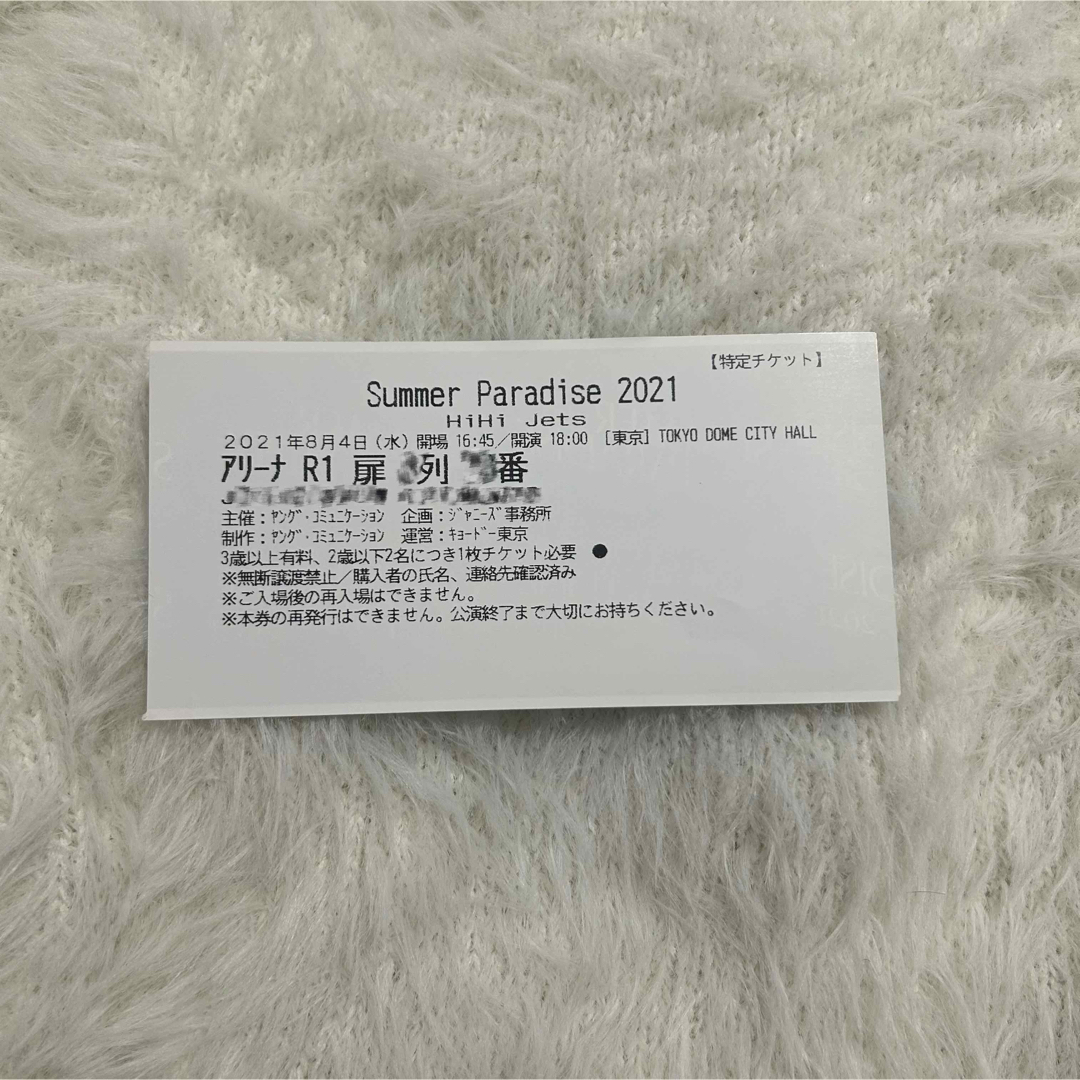 【特定チケット】
Summer Paradise 2021
HiHi Jets
2021年8月4日（水）開場 16:45／開演 18:00 ［東京］TOKYO DOME CITY HALL
ｱﾘｰﾅ R1 扉 列 番
主催：ﾔﾝｸﾞ･ｺﾐｭﾆｹｰｼｮﾝ 企画：ｼﾞｬﾆｰｽﾞ事務所
制作：ﾔﾝｸﾞ･ｺﾐｭﾆｹｰｼｮﾝ 運営：ｷｮｰﾄﾞｰ東京
3歳以上有料、2歳以下2名につき1枚チケット必要 ●
※無断譲渡禁止／購入者の氏名、連絡先確認済み
※ご入場後の再入場はできません。
※本券の再発行はできません。公演終了まで大切にお持ちください。